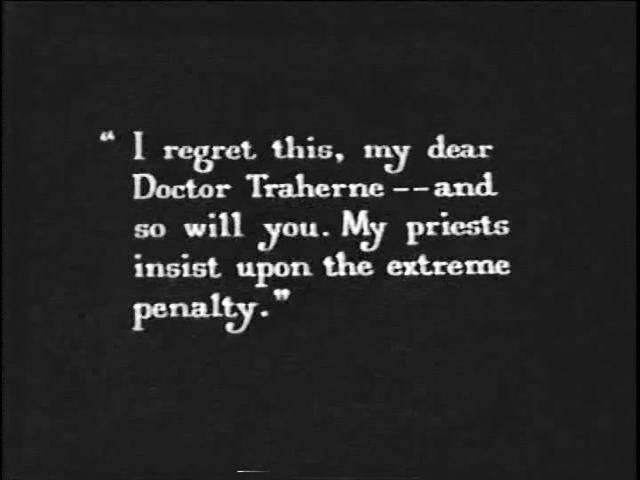 “ I regret this, my dear
Doctor Traherne -- and
so will you. My priests
insist upon the extreme
penalty.”